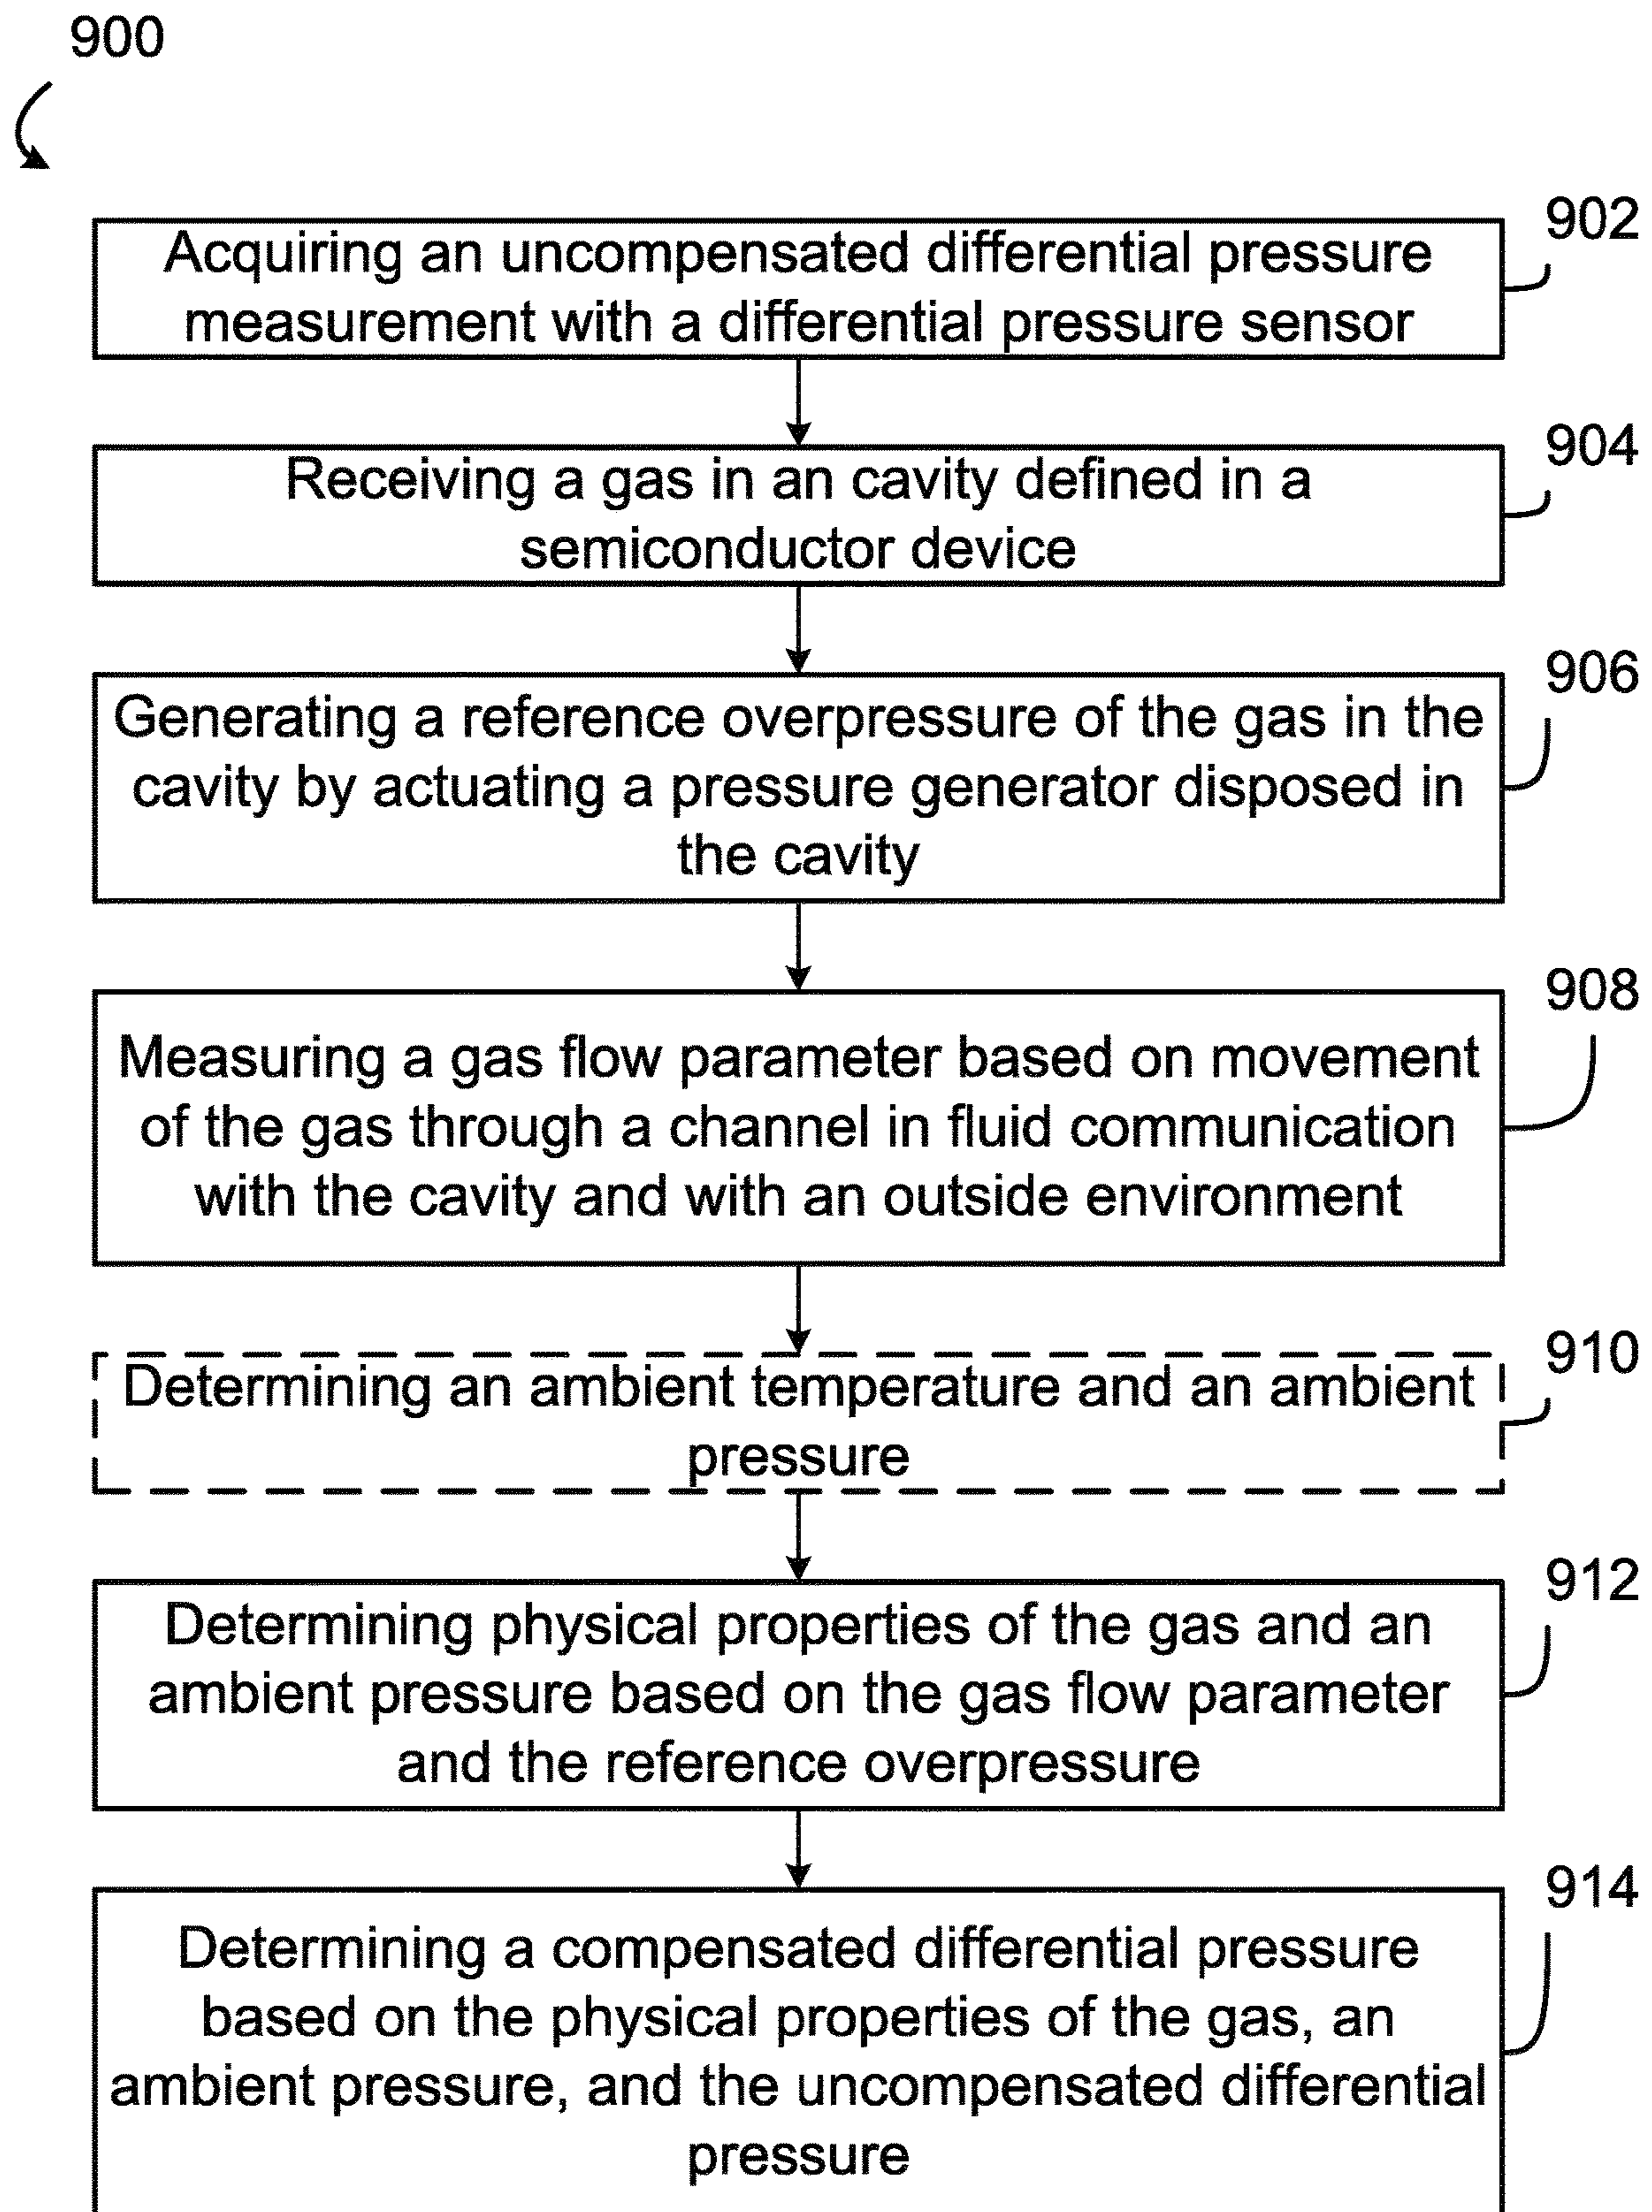 900
902
Acquiring an uncompensated differential pressure
measurement with a differential pressure sensor
904
Receiving a gas in an cavity defined in a
semiconductor device
906
Generating a reference overpressure of the gas in the
cavity by actuating a pressure generator disposed in
the cavity
908
Measuring a gas flow parameter based on movement
of the gas through a channel in fluid communication
with the cavity and with an outside environment
910
Determining an ambient temperature and an ambient
pressure
912
Determining physical properties of the gas and an
ambient pressure based on the gas flow parameter
and the reference overpressure
914
Determining a compensated differential pressure
based on the physical properties of the gas, an
ambient pressure, and the uncompensated differential
pressure